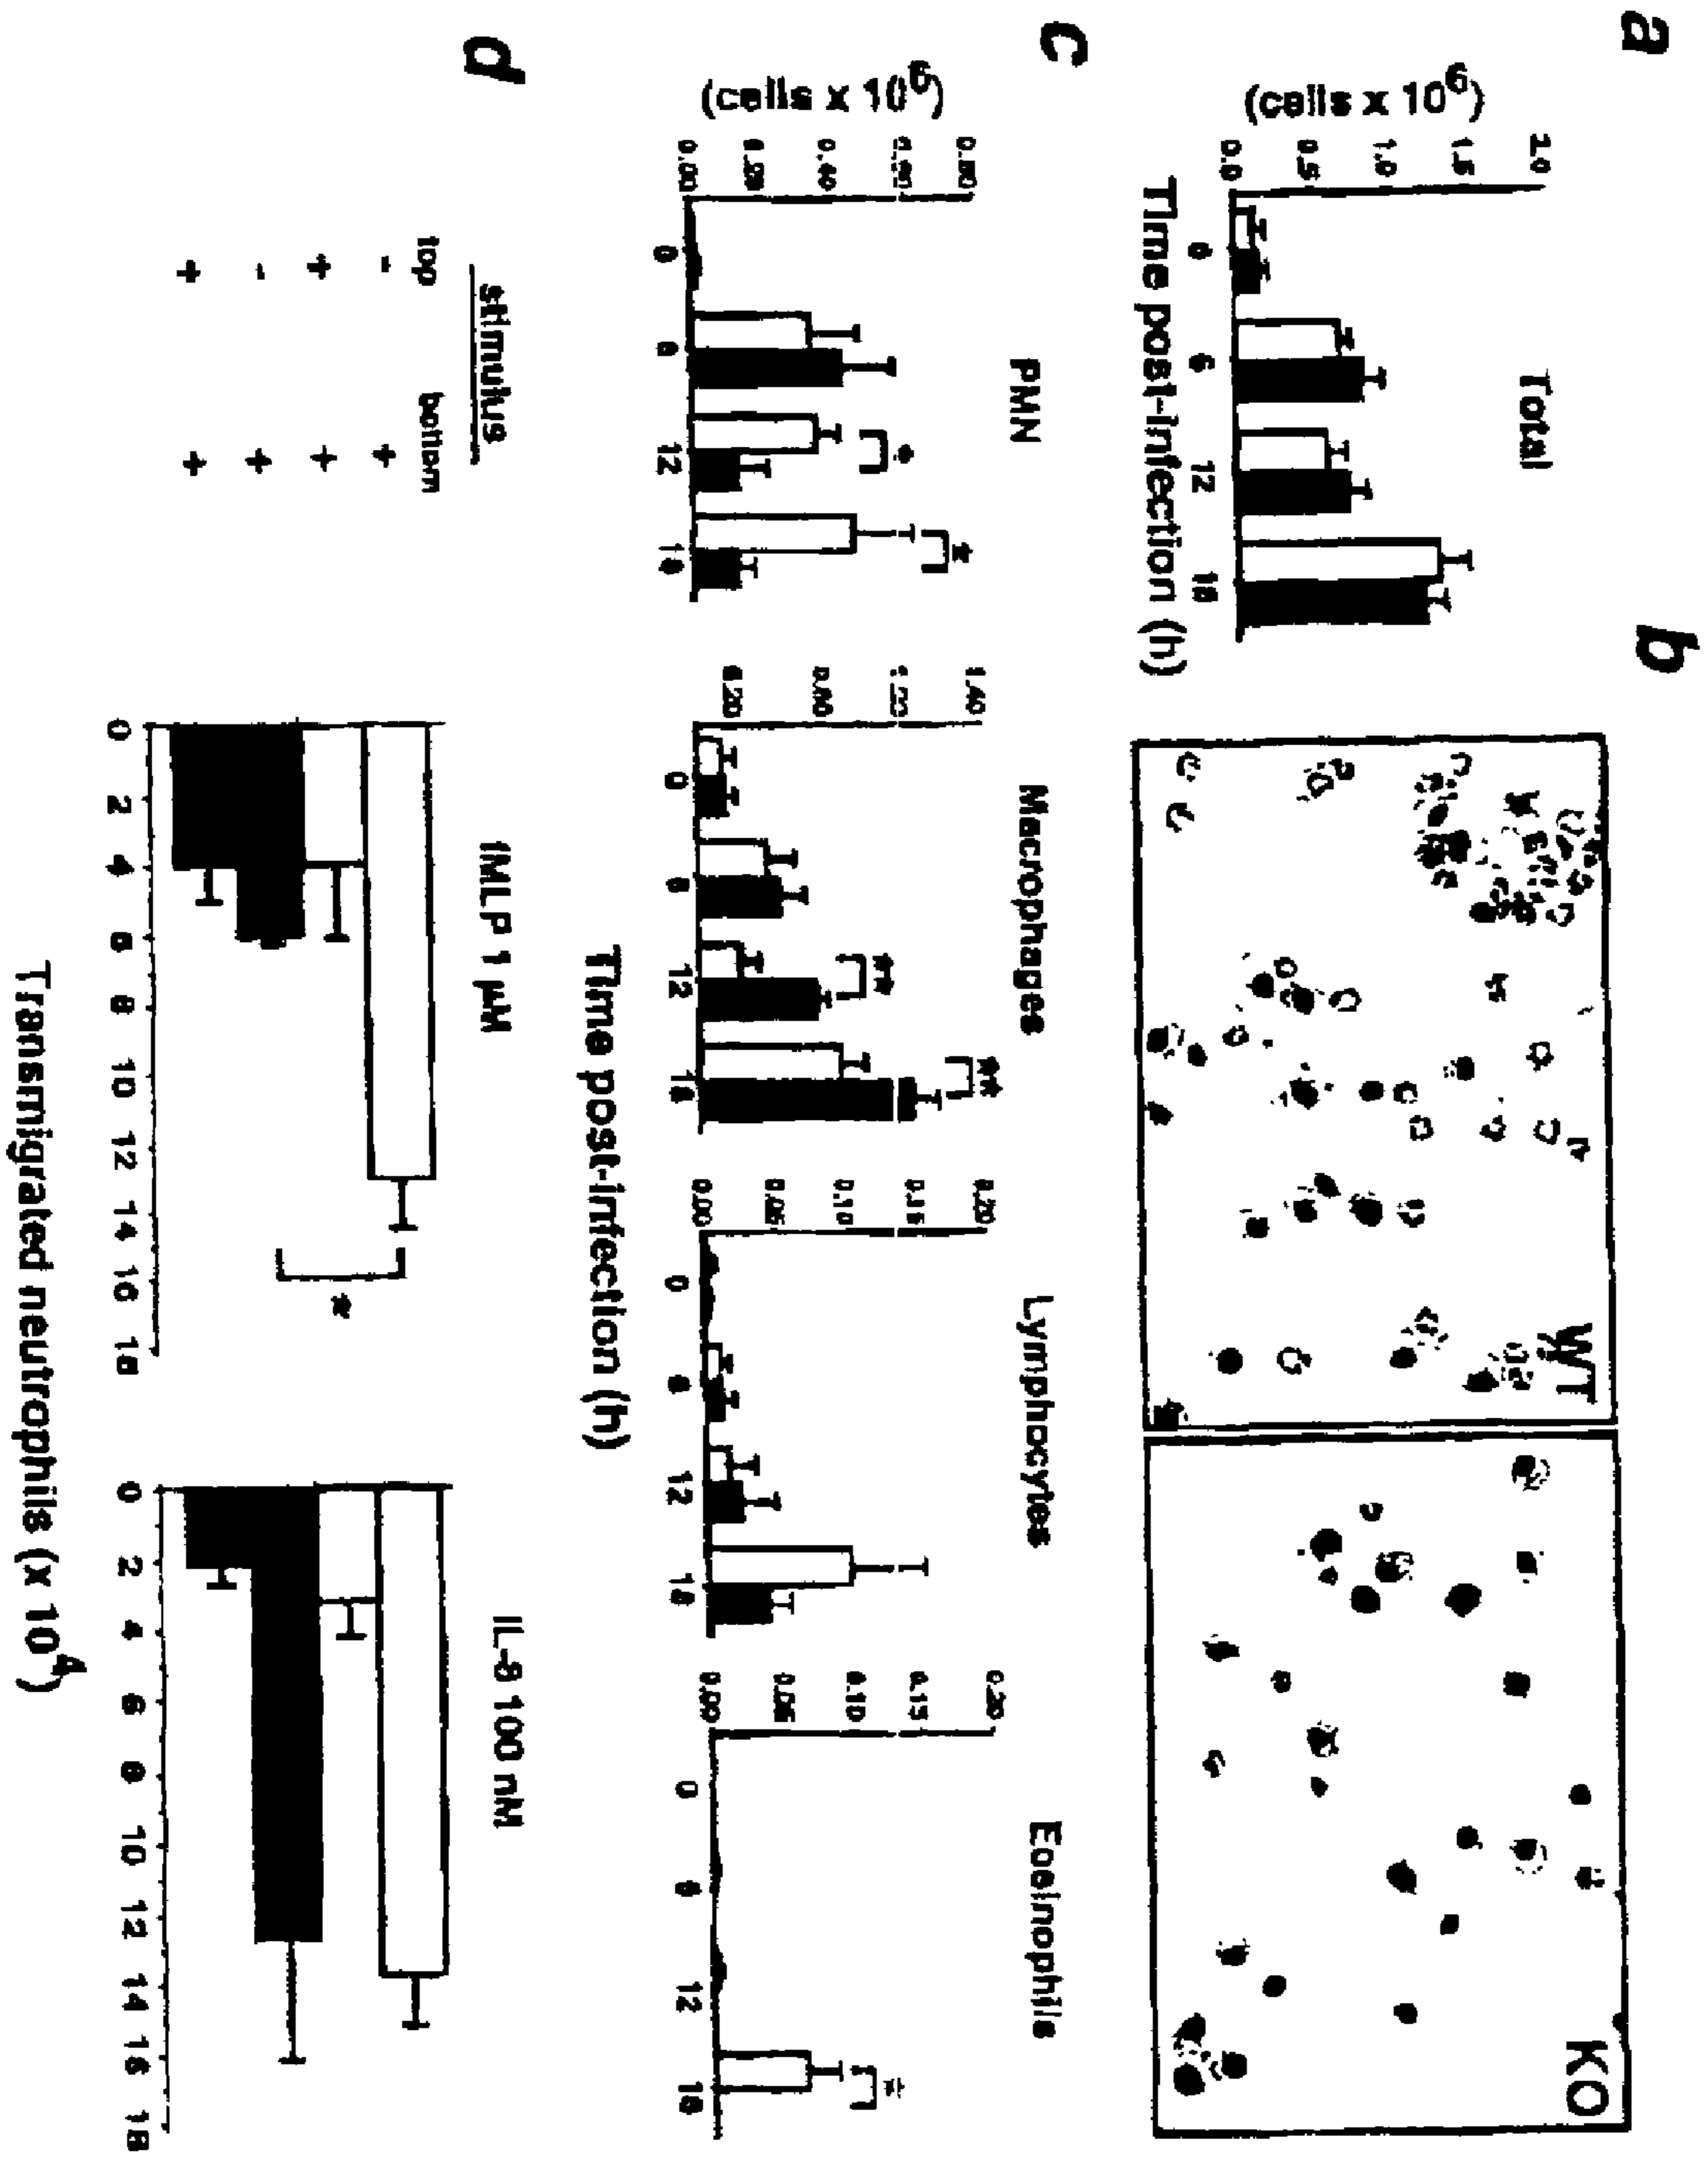 a
Total
(cells x 10⁶)
2.0
1.5
1.0
0.5
0.0
0 6 12 18
Time post-infection (h)
b
WT
KO
c
PMN
(cells x 10⁶)
0.40
0.00
0 6 12 18
*
*
Macrophages
1.40
0 6 12 18
**
**
Lymphocytes
0.20
0.15
0.10
0.05
0.00
0 6 12 18
Eosinophils
0.20
0.15
0.10
0.05
0.00
0 6 12 18
*
Time post-infection (h)
d
stimulus
top bottom
- +
+ +
- +
+ +
fMLP 1 µM
*
0 2 4 6 8 10 12 14 16 18
IL-8 100 nM
0 2 4 6 8 10 12 14 16 18
Transmigrated neutrophils (x 10⁴)